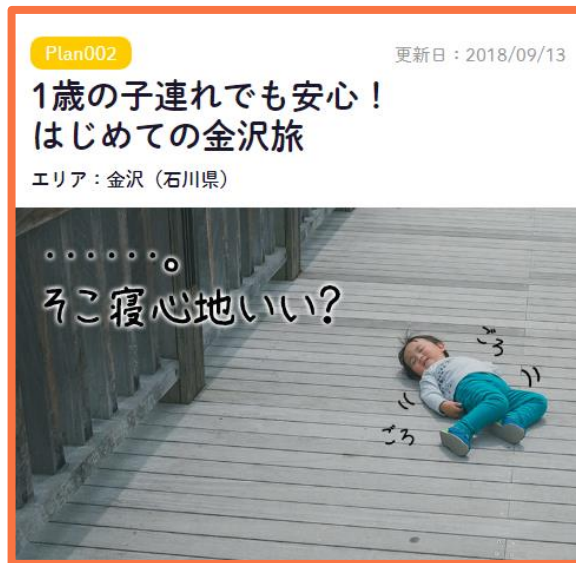 Plan002
更新日：2018/09/13
1歳の子連れでも安心！
はじめての金沢旅
エリア：金沢（石川県）
……。
そこ寝心地いい？
ごろ
ごろ